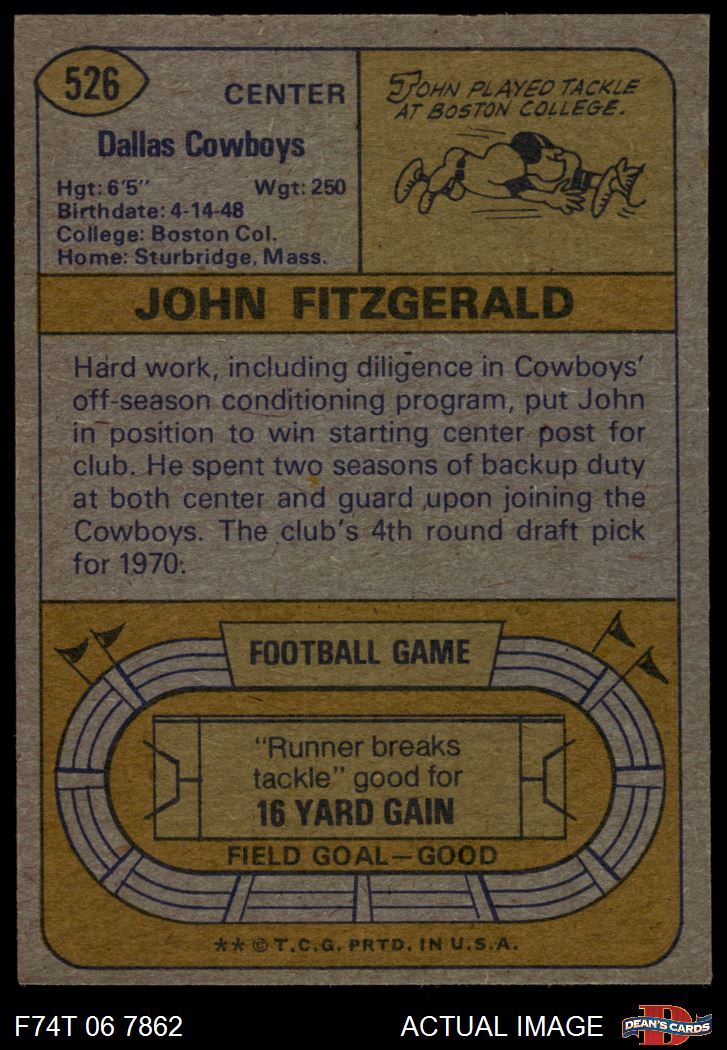 526
CENTER
Dallas Cowboys
Hgt: 6'5" Wgt: 250
Birthdate: 4-14-48
College: Boston Col.
Home: Sturbridge, Mass.
JOHN PLAYED TACKLE
AT BOSTON COLLEGE.
JOHN FITZGERALD
Hard work, including diligence in Cowboys'
off-season conditioning program, put John
in position to win starting center post for
club. He spent two seasons of backup duty
at both center and guard upon joining the
Cowboys. The club's 4th round draft pick
for 1970.
FOOTBALL GAME
"Runner breaks
tackle" good for
16 YARD GAIN
FIELD GOAL—GOOD
** © T.C.G. PRTD. IN U.S.A.
F74T 06 7862
ACTUAL IMAGE
D
DEAN'S CARDS